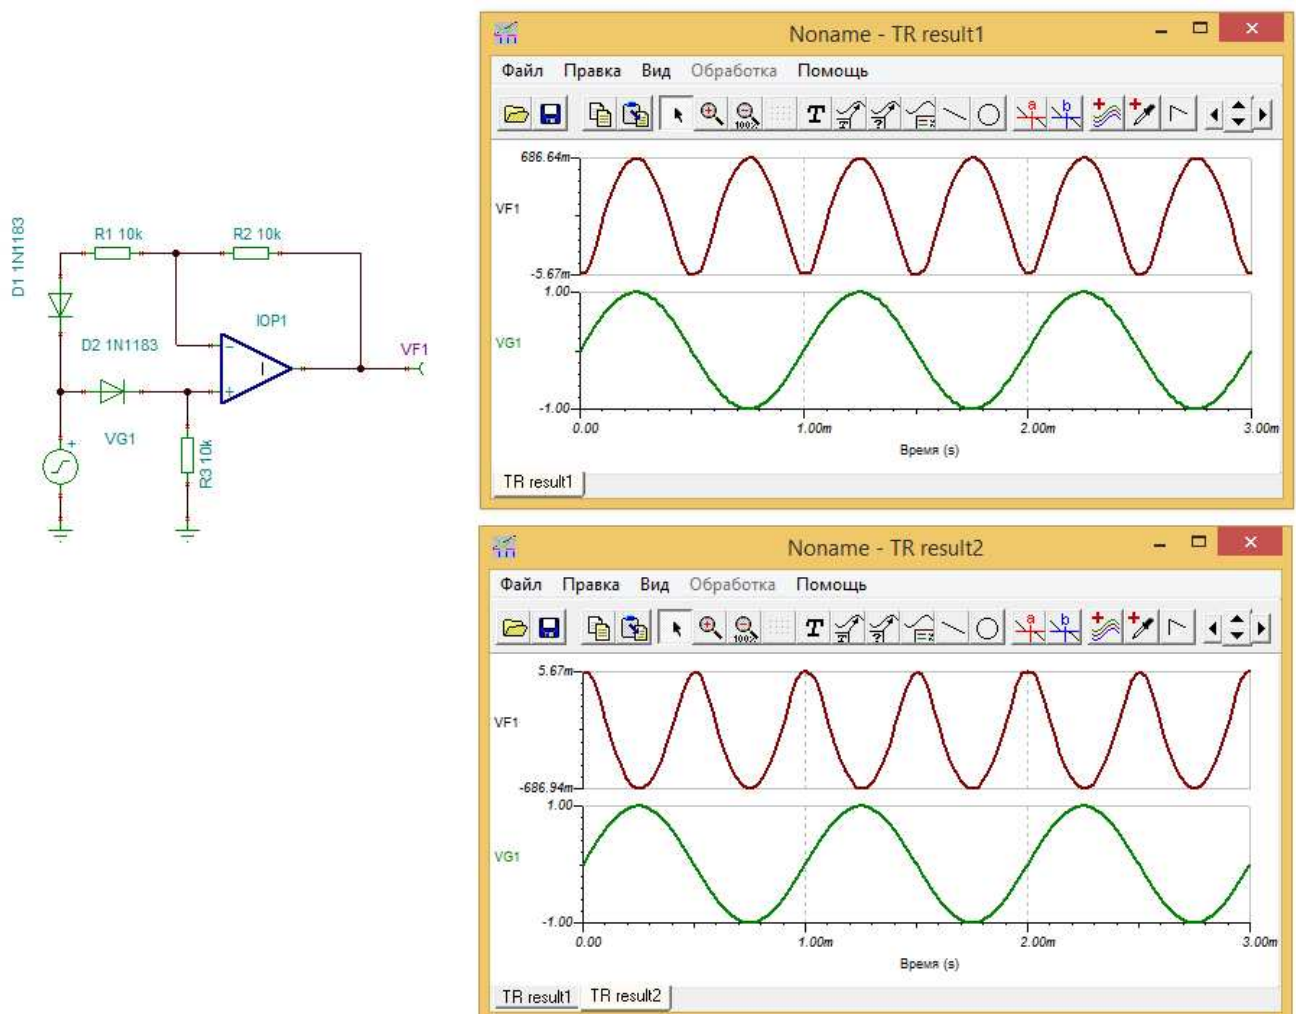 D1 1N1183
R1 10k
R2 10k
IOP1
D2 1N1183
VF1
VG1
R3 10k
Noname - TR result1
Файл Правка Вид Обработка Помощь
T 100% a b
686.64m
VF1
-5.67m
1.00
VG1
-1.00
0.00 1.00m 2.00m 3.00m
Время (s)
TR result1
Noname - TR result2
Файл Правка Вид Обработка Помощь
T 100% a b
5.67m
VF1
-686.94m
1.00
VG1
-1.00
0.00 1.00m 2.00m 3.00m
Время (s)
TR result1 TR result2